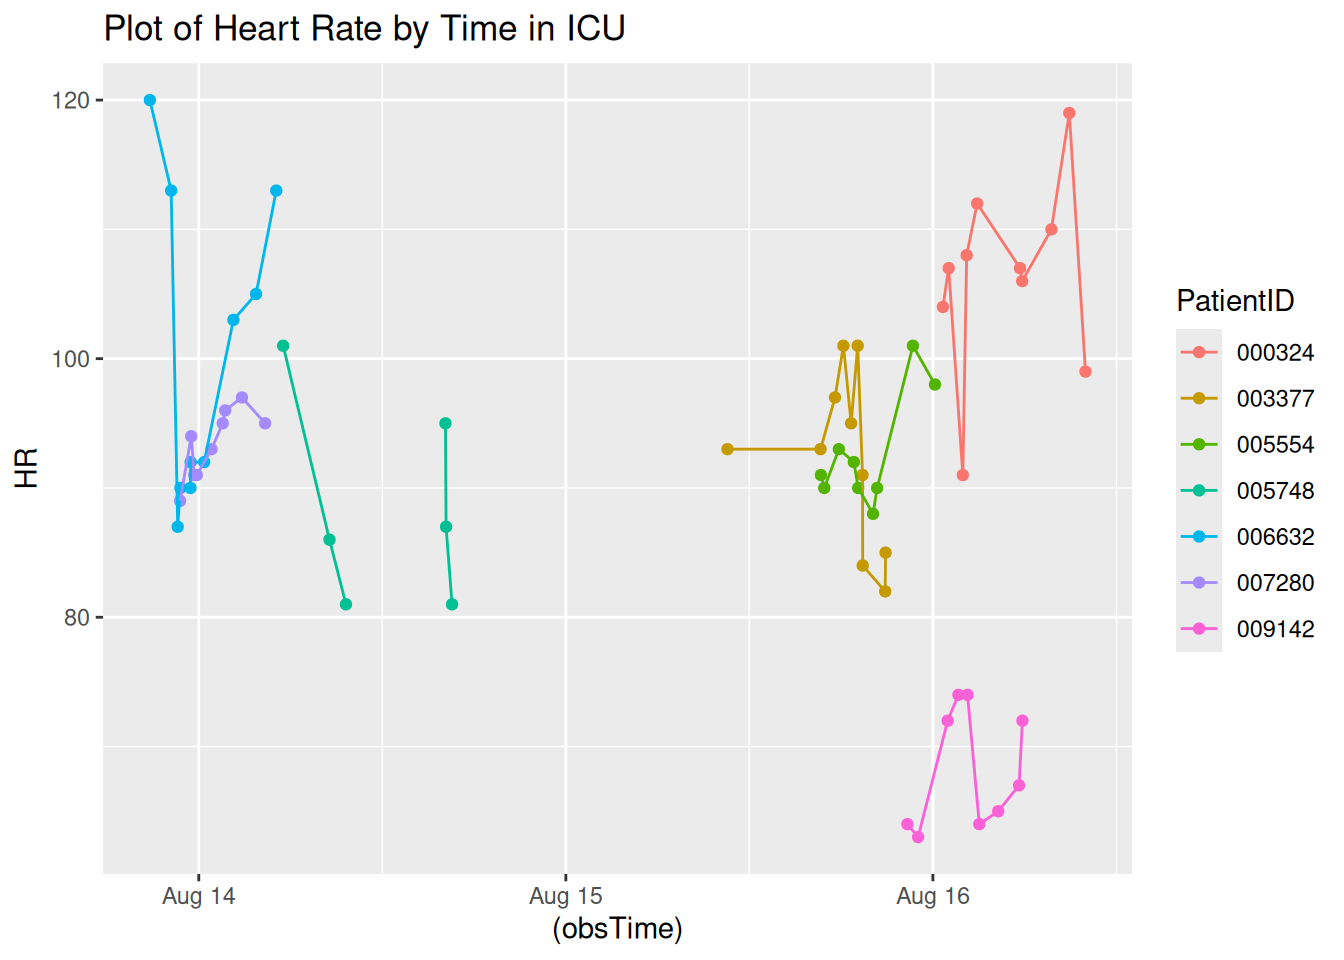 Plot of Heart Rate by Time in ICU
120
100
80
HR
Aug 14
Aug 15
Aug 16
(obsTime)
PatientID
000324
003377
005554
005748
006632
007280
009142